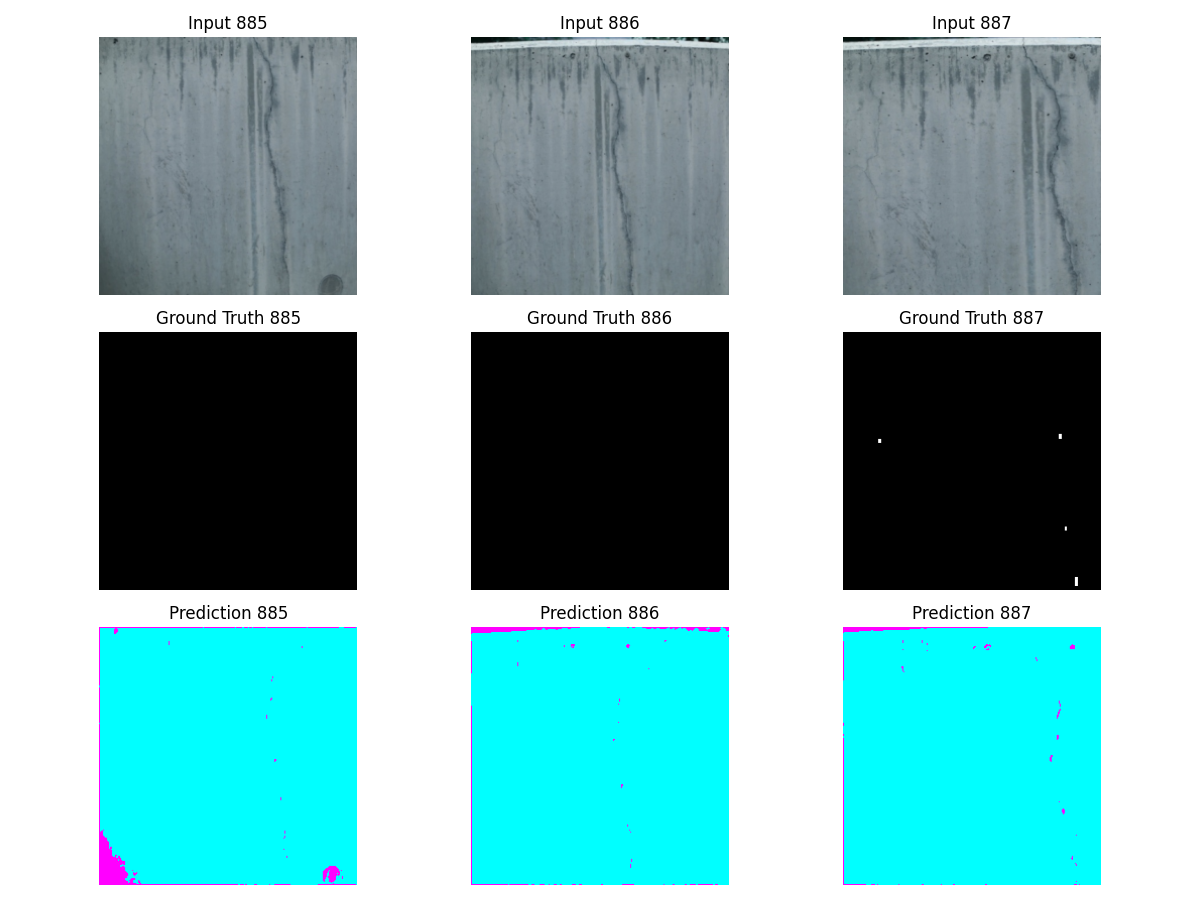 Input 885
Input 886
Input 887
Ground Truth 885
Ground Truth 886
Ground Truth 887
Prediction 885
Prediction 886
Prediction 887